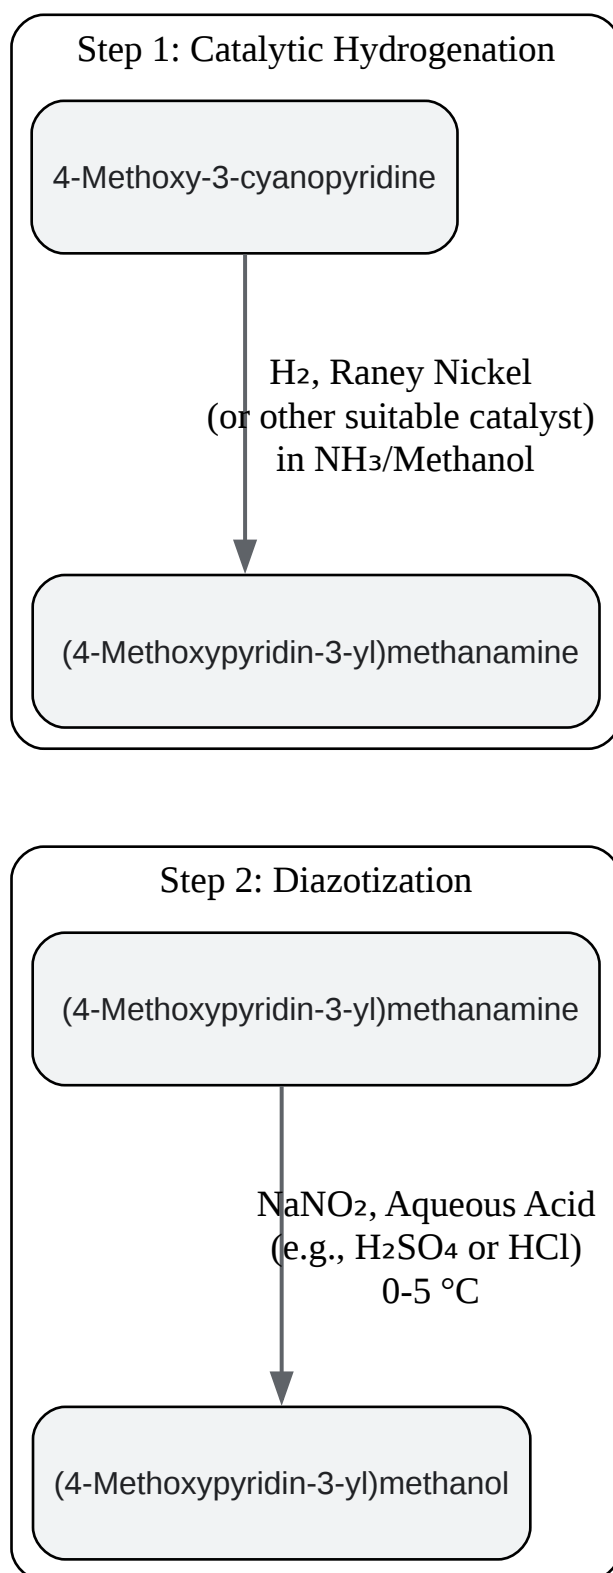 Step 1: Catalytic Hydrogenation
4-Methoxy-3-cyanopyridine
H₂, Raney Nickel
(or other suitable catalyst)
in NH₃/Methanol
(4-Methoxypyridin-3-yl)methanamine
Step 2: Diazotization
(4-Methoxypyridin-3-yl)methanamine
NaNO₂, Aqueous Acid
(e.g., H₂SO₄ or HCl)
0-5 °C
(4-Methoxypyridin-3-yl)methanol